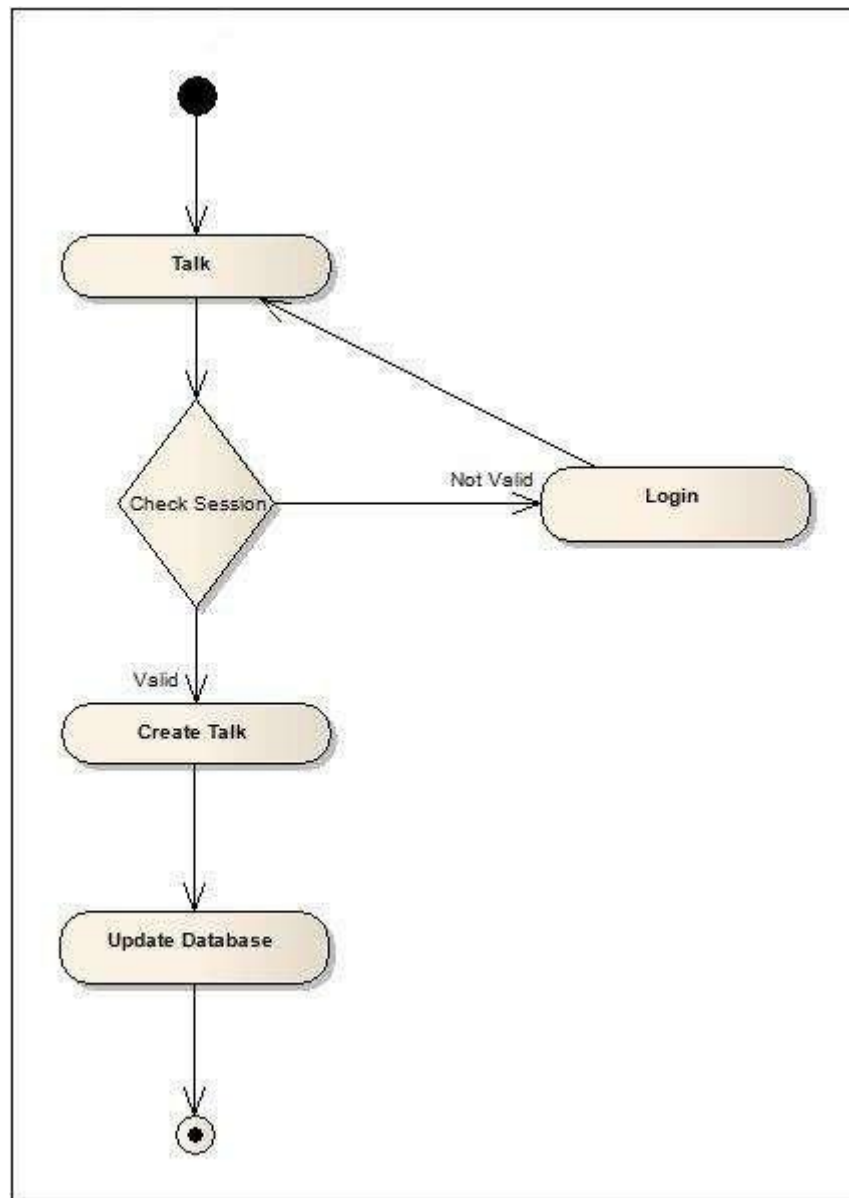 Talk
Check Session
Not Valid
Login
Valid
Create Talk
Update Database